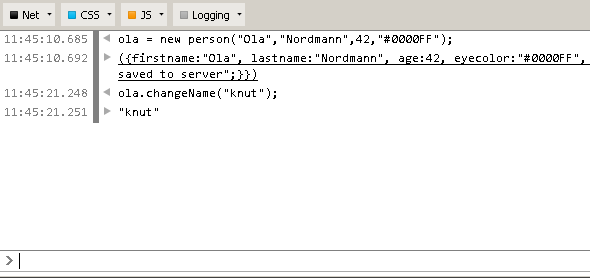 Net CSS JS Logging
11:45:10.685 ola = new person("Ola","Nordmann",42,"#0000FF");
11:45:10.692 ({firstname:"Ola", lastname:"Nordmann", age:42, eyecolor:"#0000FF",
saved to server";}})
11:45:21.248 ola.changeName("knut");
11:45:21.251 "knut"
>